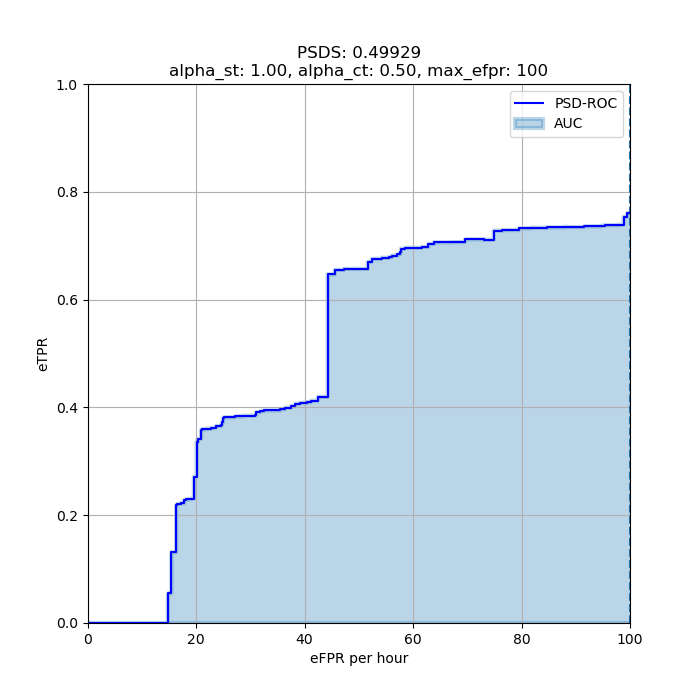 PSDS: 0.49929
alpha_st: 1.00, alpha_ct: 0.50, max_efpr: 100
PSD-ROC
AUC
1.0
0.8
0.6
0.4
0.2
0.0
eTPR
0 20 40 60 80 100
eFPR per hour